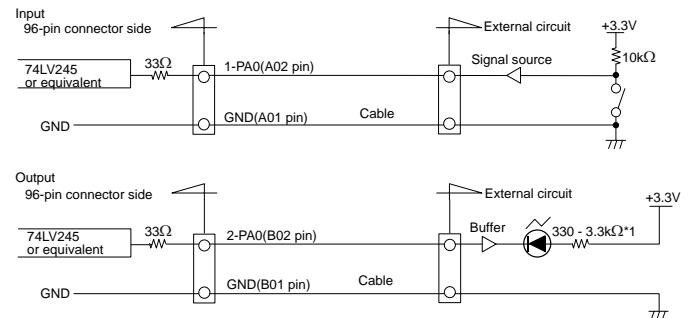 Input
96-pin connector side
External circuit
+3.3V
74LV245
or equivalent
33Ω
1-PA0(A02 pin)
Signal source
10kΩ
GND
GND(A01 pin)
Cable
Output
96-pin connector side
External circuit
+3.3V
74LV245
or equivalent
33Ω
2-PA0(B02 pin)
Buffer
330 - 3.3kΩ*1
GND
GND(B01 pin)
Cable